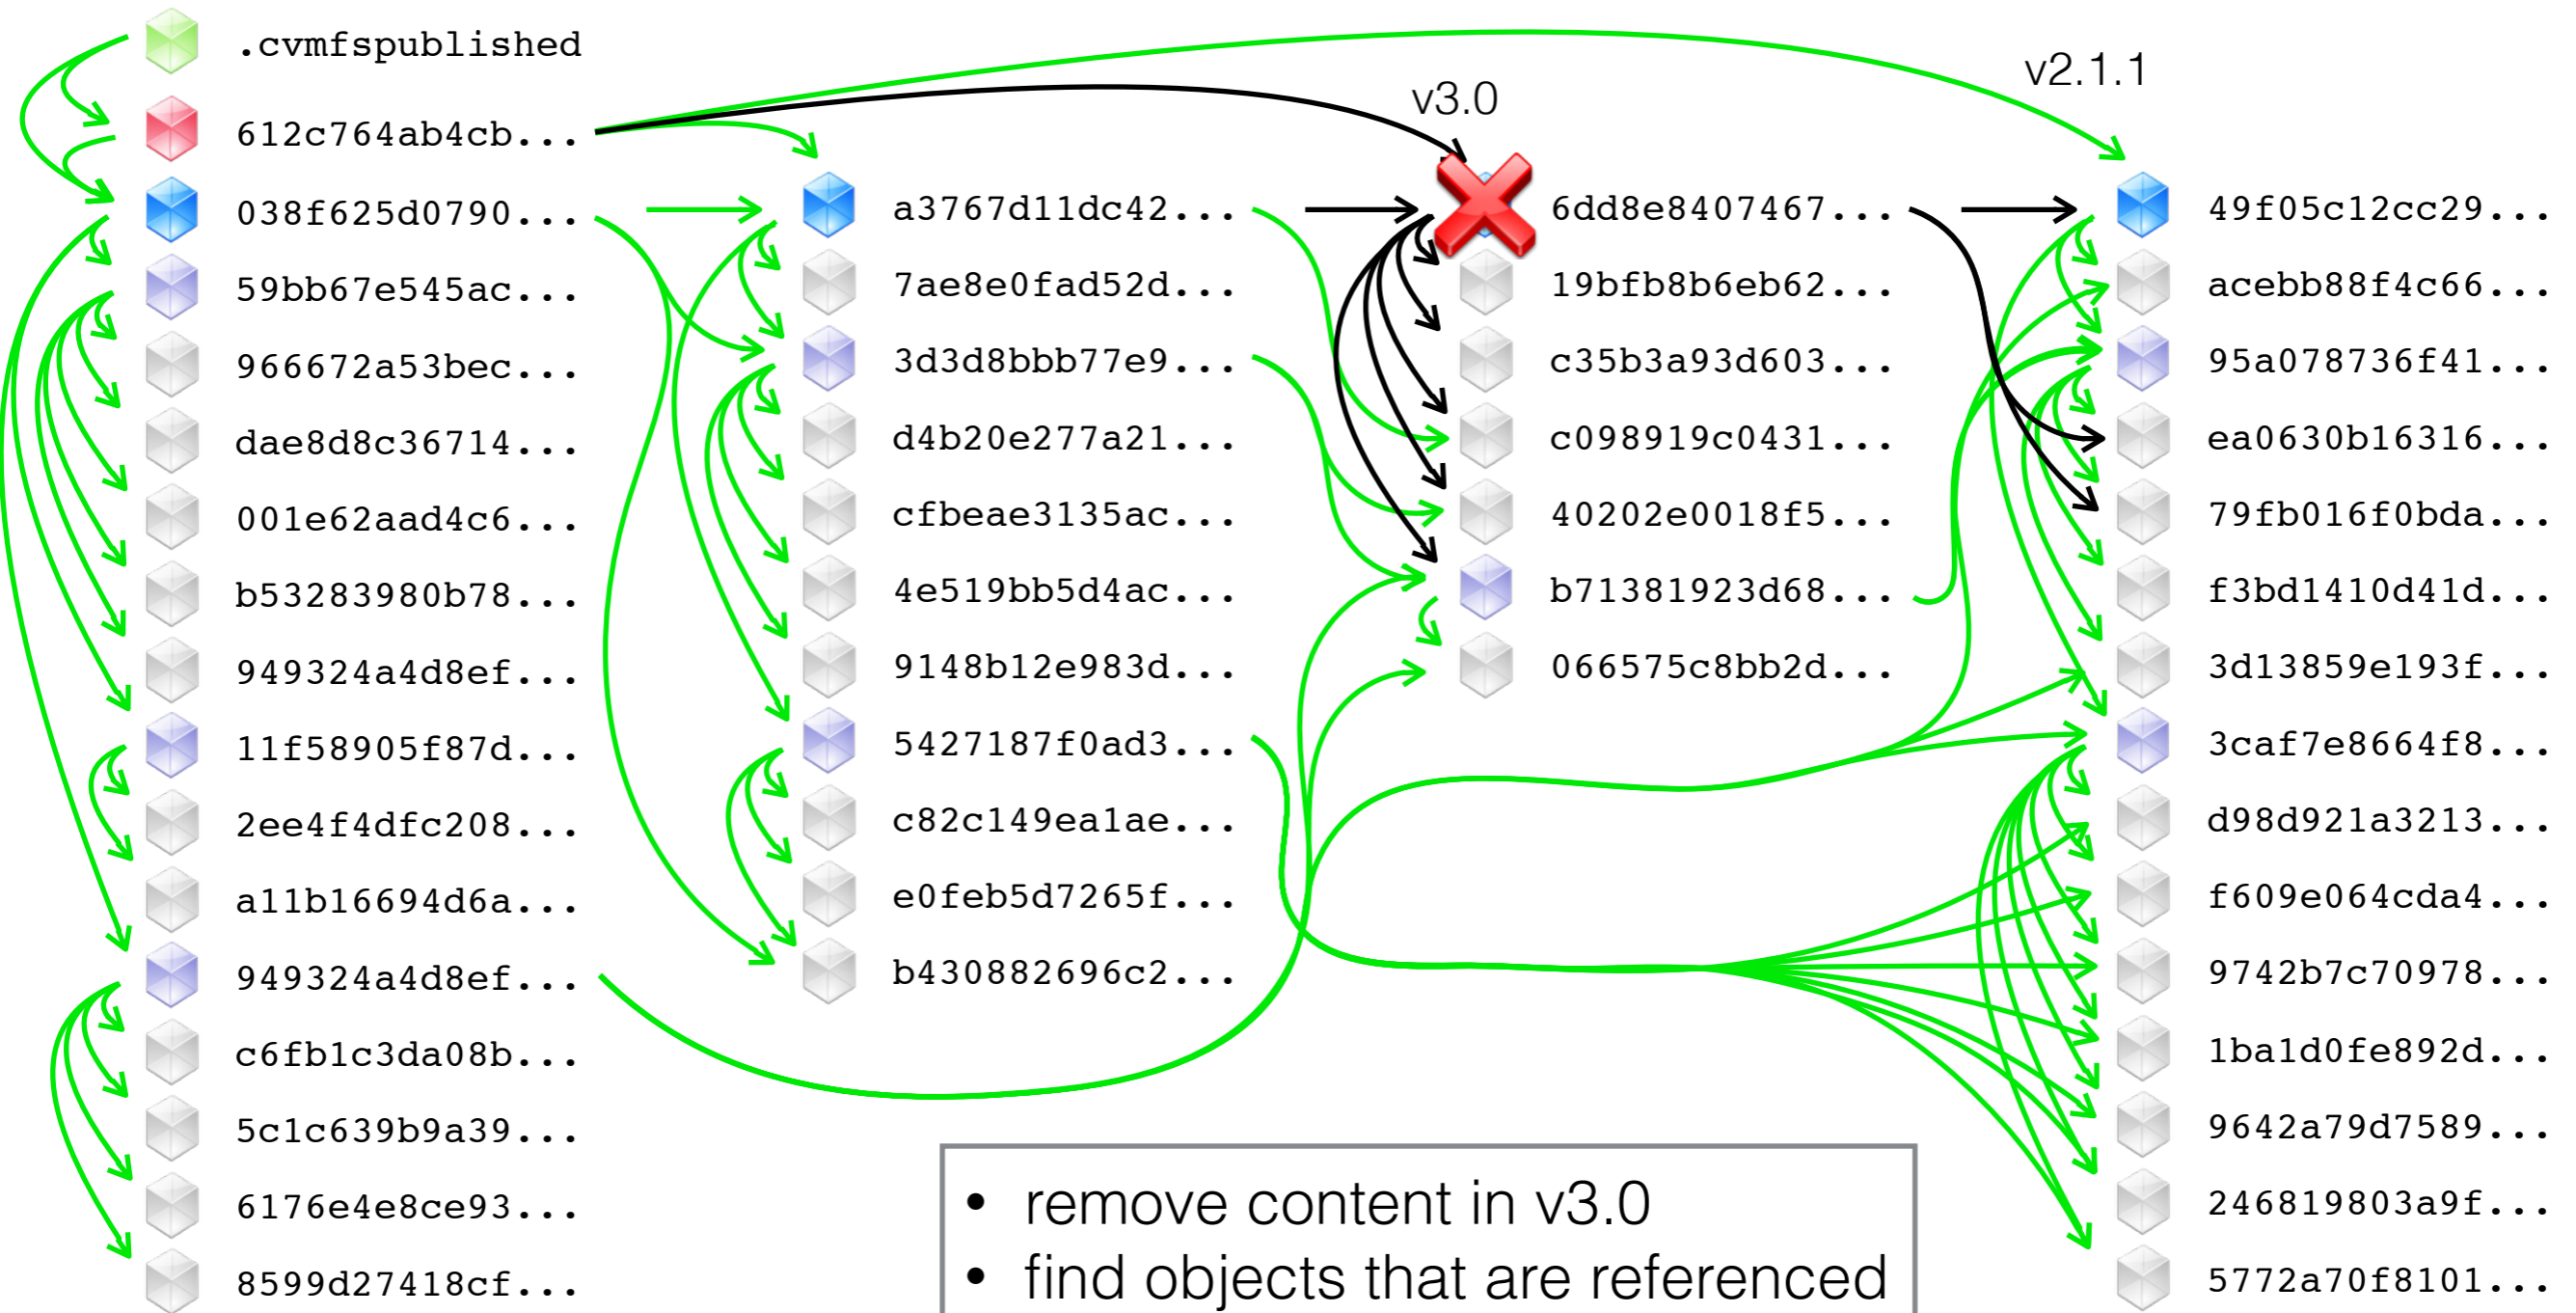 .cvmfspublished
612c764ab4cb...
038f625d0790...
59bb67e545ac...
966672a53bec...
dae8d8c36714...
001e62aad4c6...
b53283980b78...
949324a4d8ef...
11f58905f87d...
2ee4f4dfc208...
a11b16694d6a...
949324a4d8ef...
c6fb1c3da08b...
5c1c639b9a39...
6176e4e8ce93...
8599d27418cf...
a3767d11dc42...
7ae8e0fad52d...
3d3d8bbb77e9...
d4b20e277a21...
cfbeae3135ac...
4e519bb5d4ac...
9148b12e983d...
5427187f0ad3...
c82c149ea1ae...
e0feb5d7265f...
b430882696c2...
v3.0
6dd8e8407467...
19bfb8b6eb62...
c35b3a93d603...
c098919c0431...
40202e0018f5...
b71381923d68...
066575c8bb2d...
v2.1.1
49f05c12cc29...
acebb88f4c66...
95a078736f41...
ea0630b16316...
79fb016f0bda...
f3bd1410d41d...
3d13859e193f...
3caf7e8664f8...
d98d921a3213...
f609e064cda4...
9742b7c70978...
1ba1d0fe892d...
9642a79d7589...
246819803a9f...
5772a70f8101...
• remove content in v3.0
• find objects that are referenced